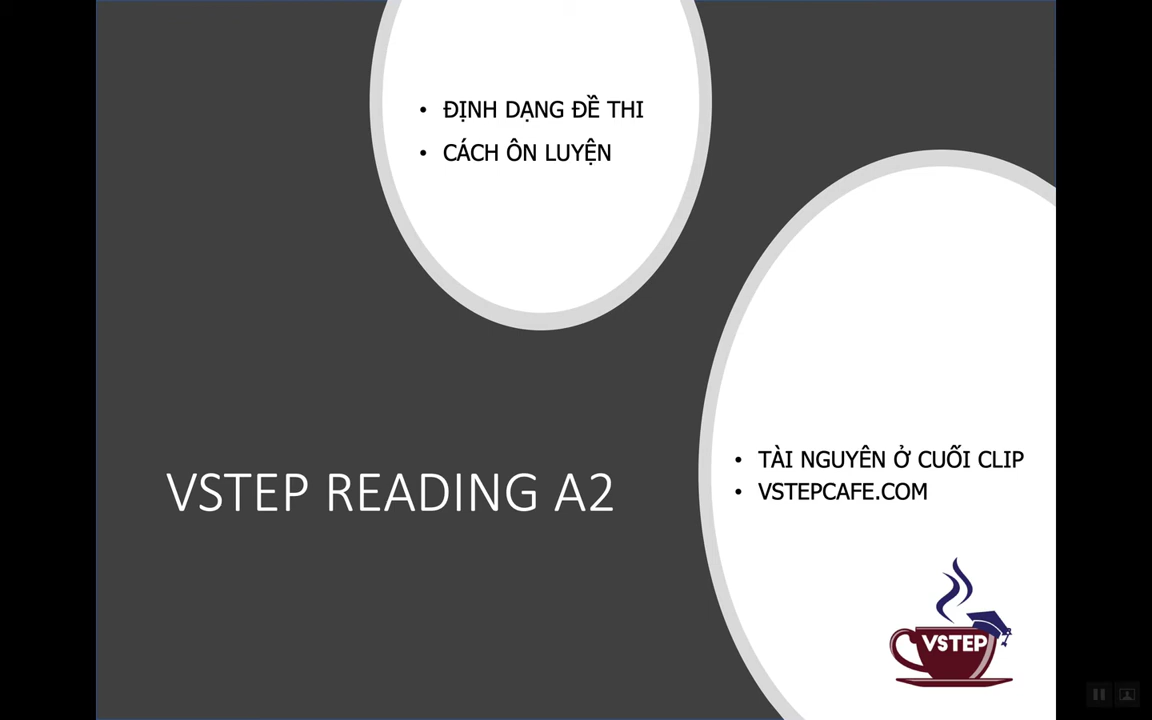 • ĐỊNH DẠNG ĐỀ THI
• CÁCH ÔN LUYỆN
VSTEP READING A2
• TÀI NGUYÊN Ở CUỐI CLIP
• VSTEPCAFE.COM
VSTEP